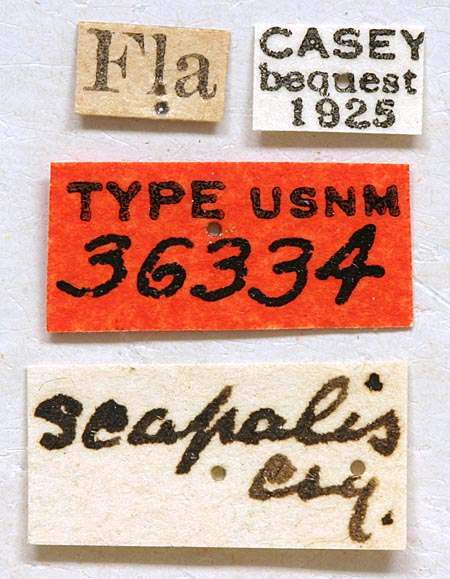 Fla
CASEY
bequest
1925
TYPE USNM
36334
scapalis
csy.